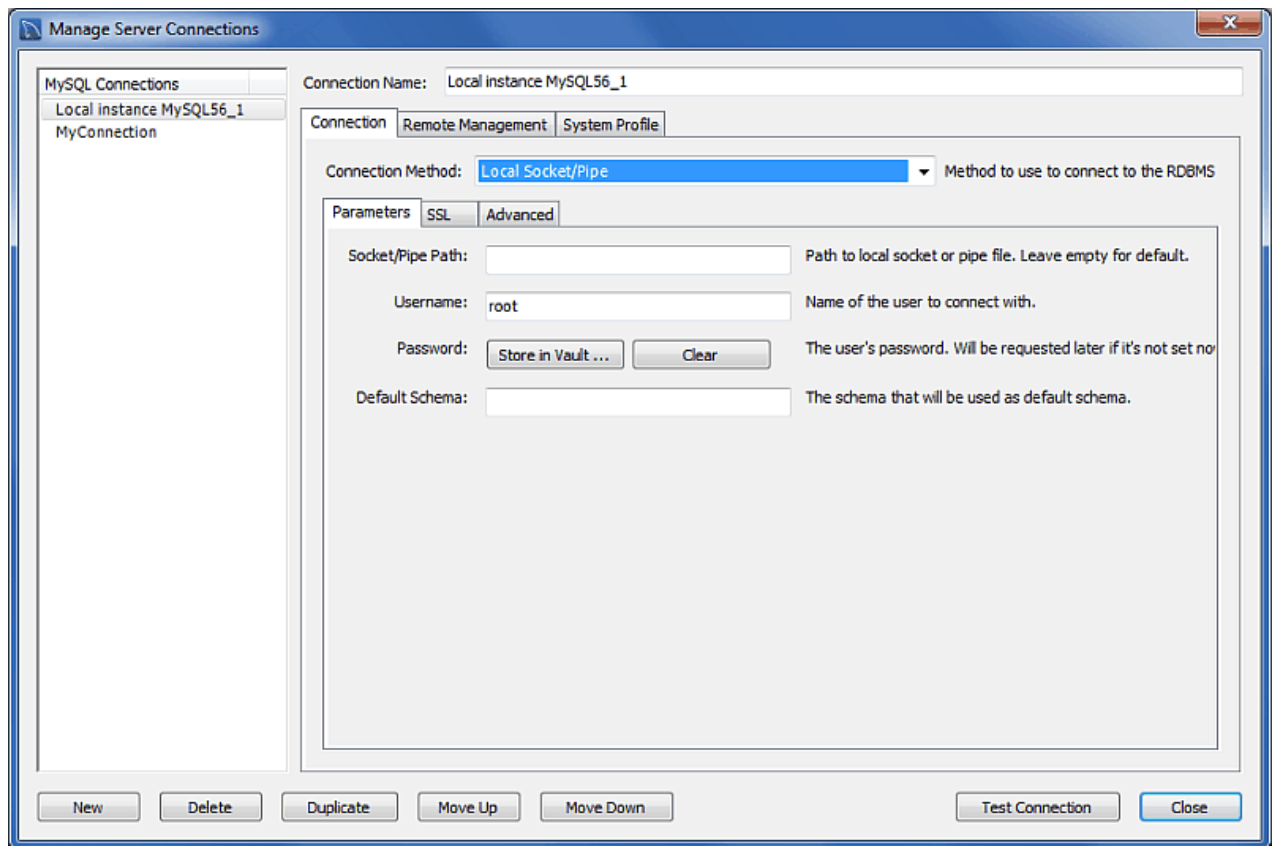 Manage Server Connections
MySQL Connections
Local instance MySQL56_1
MyConnection
Connection Name: Local instance MySQL56_1
Connection Remote Management System Profile
Connection Method: Local Socket/Pipe Method to use to connect to the RDBMS
Parameters SSL Advanced
Socket/Pipe Path: Path to local socket or pipe file. Leave empty for default.
Username: root Name of the user to connect with.
Password: Store in Vault ... Clear The user's password. Will be requested later if it's not set
Default Schema: The schema that will be used as default schema.
New Delete Duplicate Move Up Move Down Test Connection Close